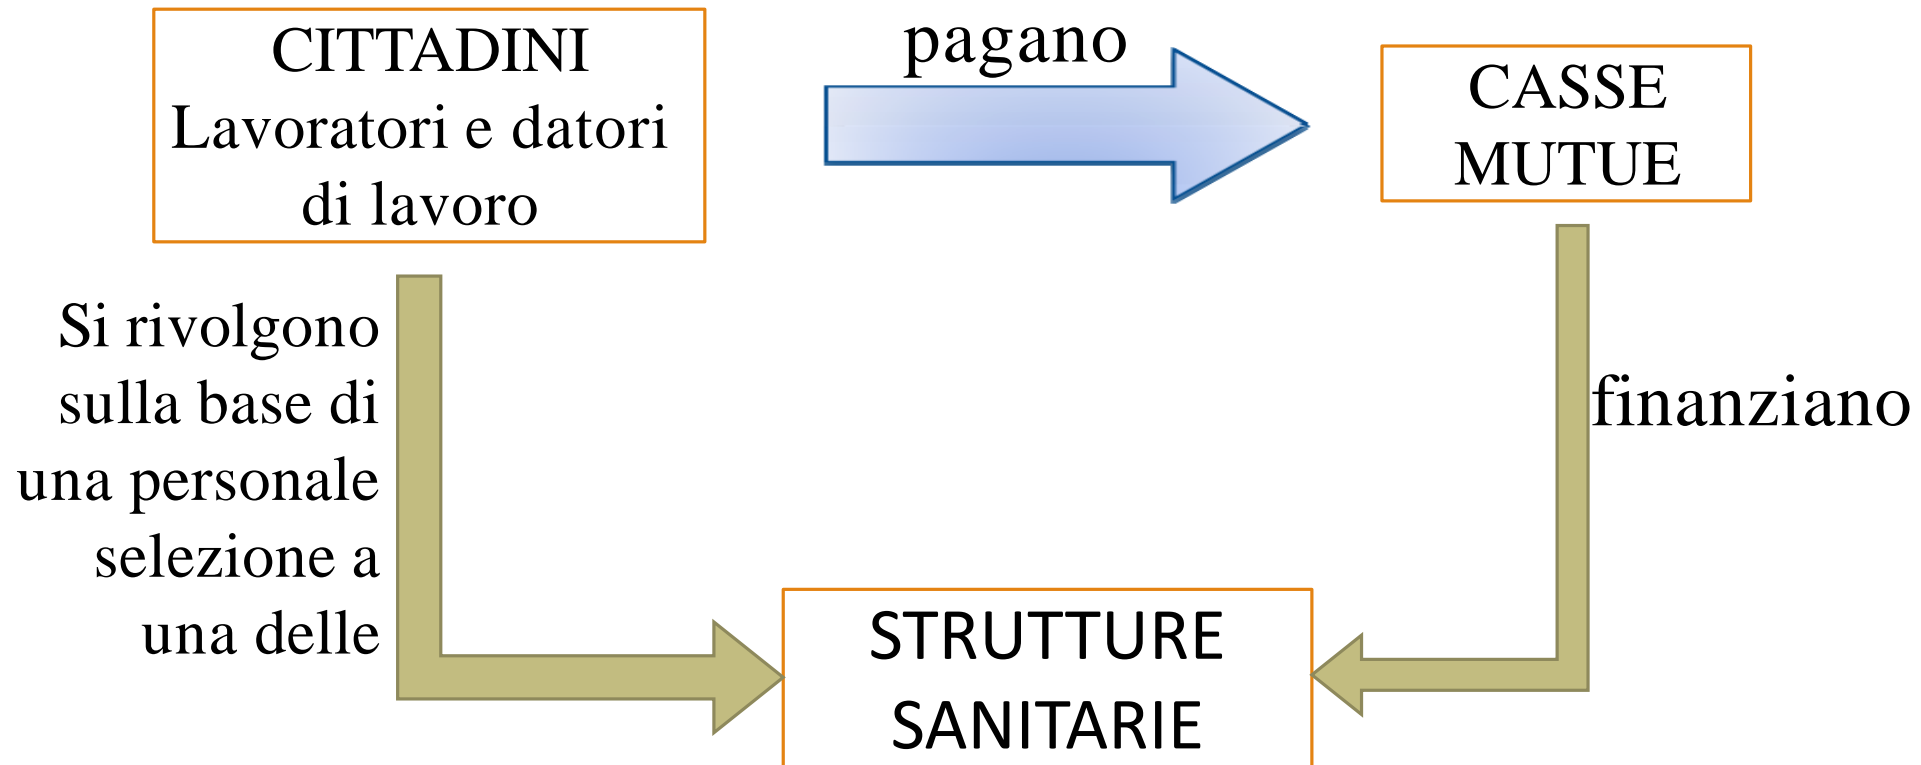 CITTADINI
Lavoratori e datori
di lavoro
pagano
CASSE
MUTUE
Si rivolgono
sulla base di
una personale
selezione a
una delle
finanziano
STRUTTURE
SANITARIE